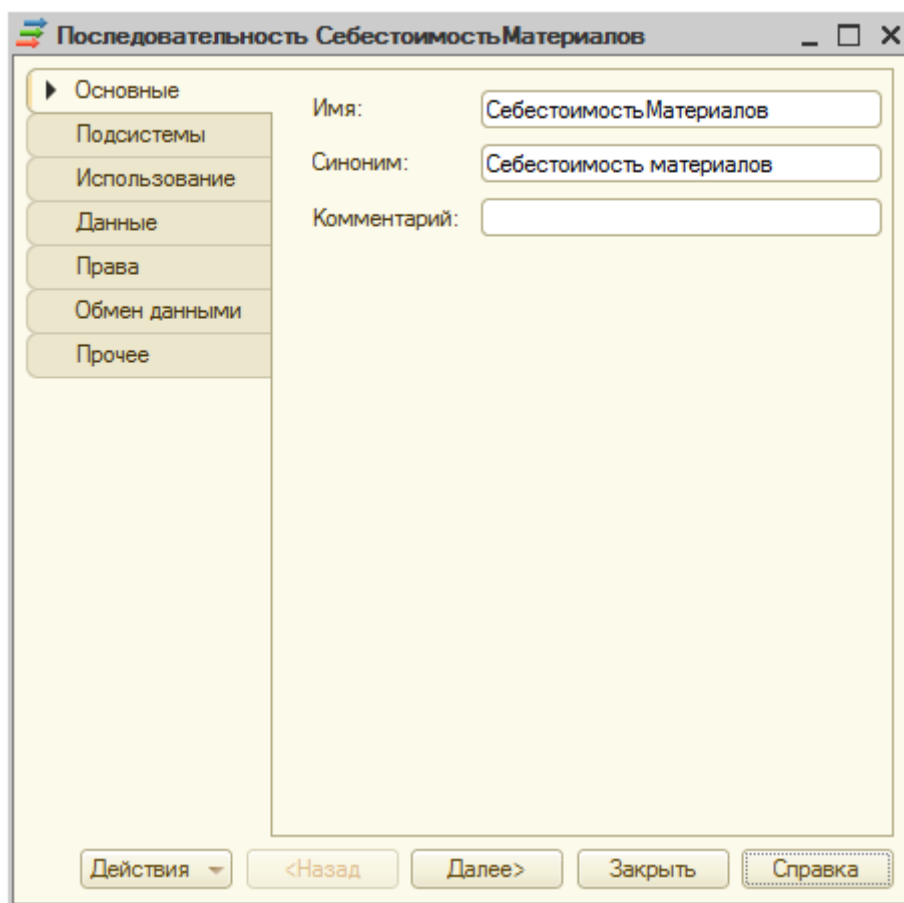 Последовательность СебестоимостьМатериалов
Основные
Подсистемы
Использование
Данные
Права
Обмен данными
Прочее
Имя: СебестоимостьМатериалов
Синоним: Себестоимость материалов
Комментарий:
Действия <Назад Далее> Закрыть Справка